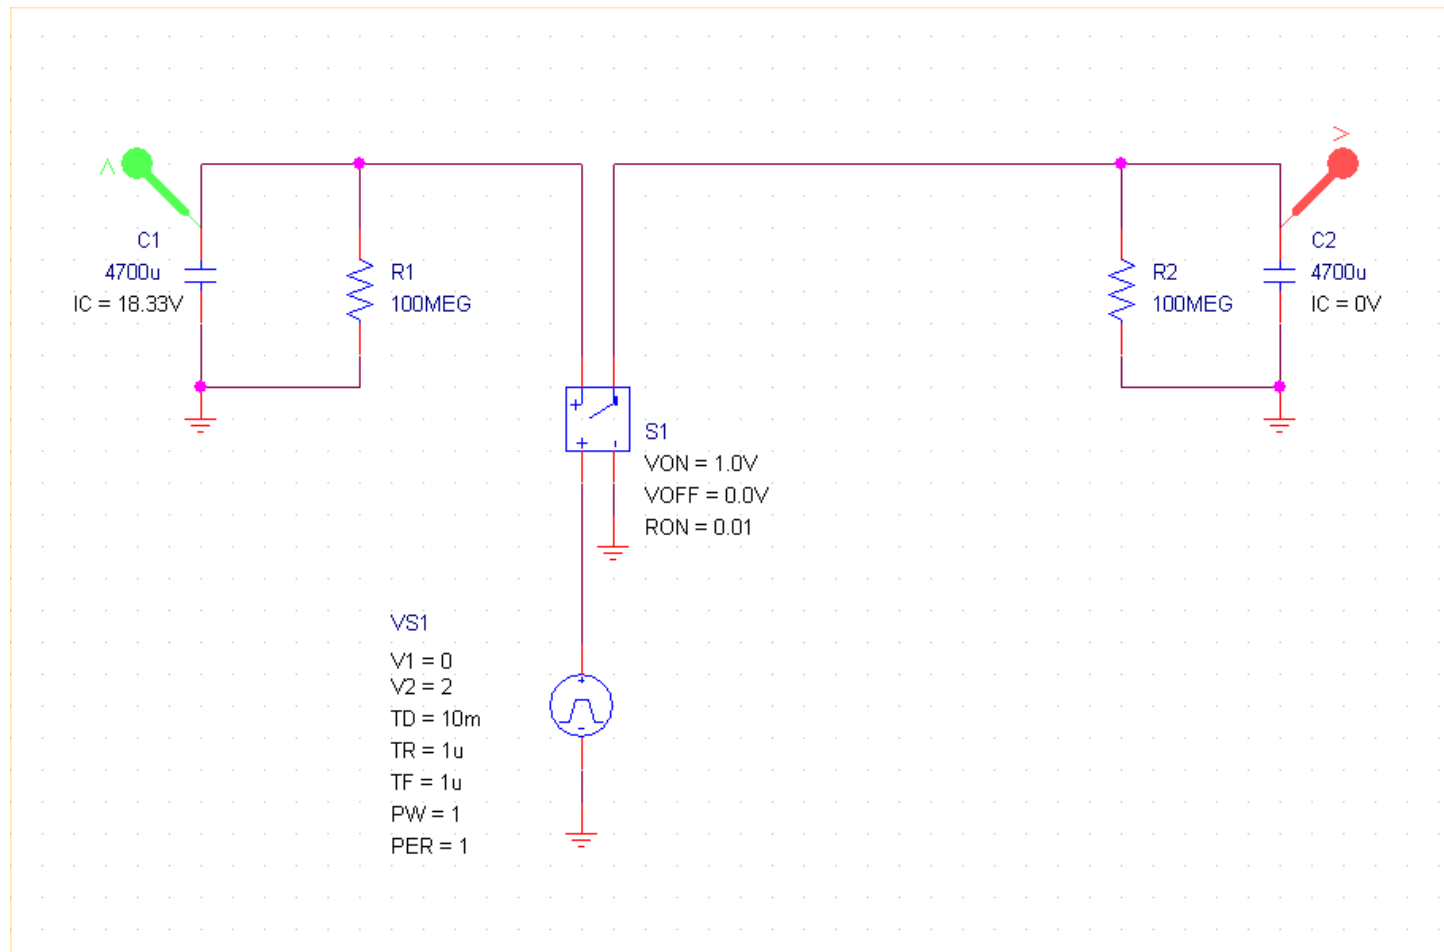 C1
4700u
IC = 18.33V
R1
100MEG
R2
100MEG
C2
4700u
IC = 0V
S1
VON = 1.0V
VOFF = 0.0V
RON = 0.01
VS1
V1 = 0
V2 = 2
TD = 10m
TR = 1u
TF = 1u
PW = 1
PER = 1